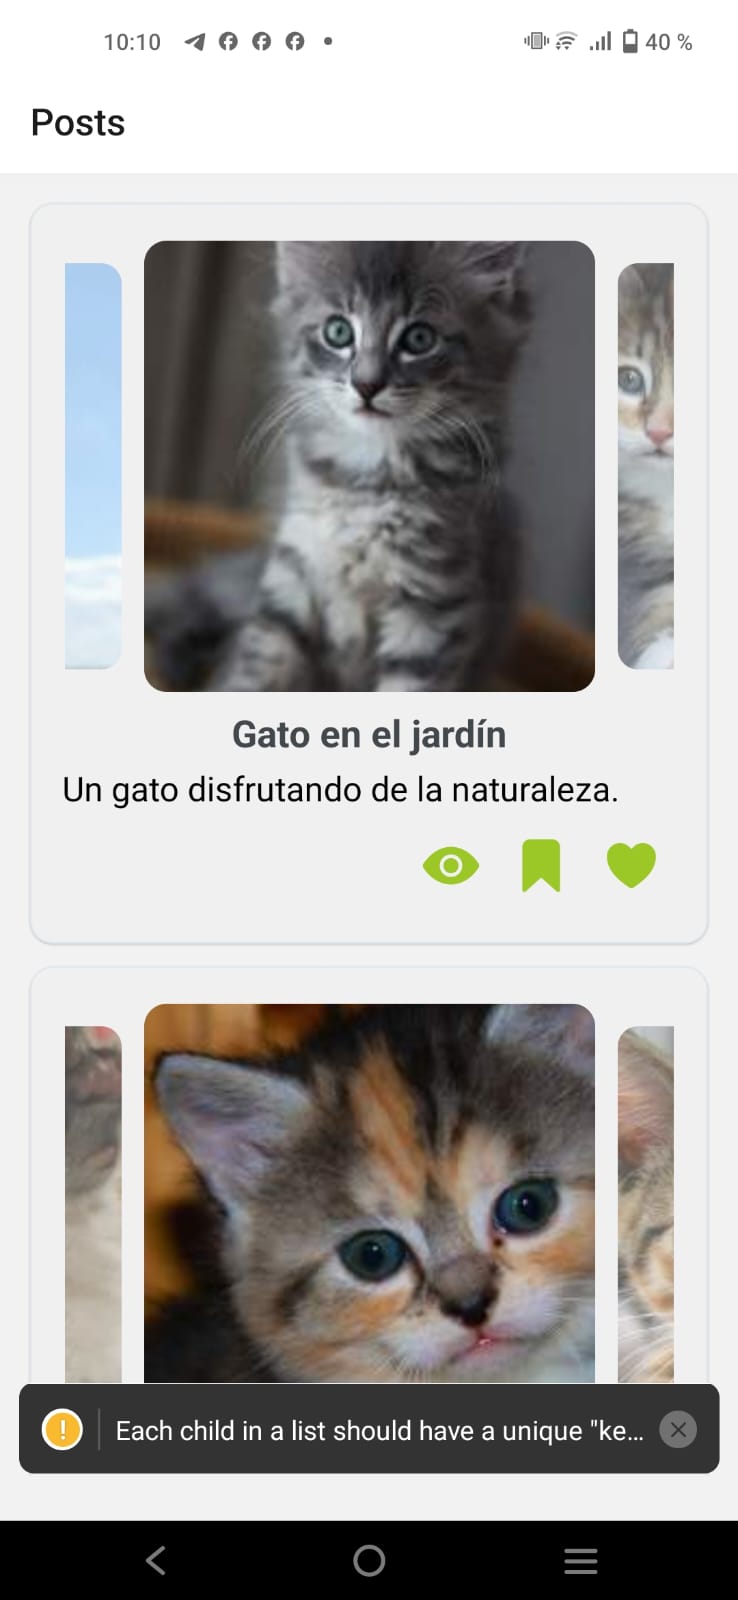 10:10
40 %
Posts
Gato en el jardín
Un gato disfrutando de la naturaleza.
Each child in a list should have a unique "ke...